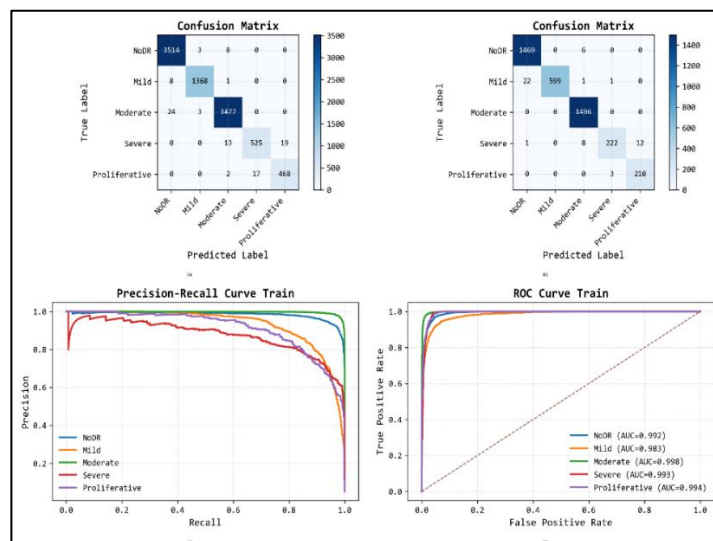 Confusion Matrix
True Label
NoDR 3514 3 8 0 0
Mild 8 1368 1 0 0
Moderate 24 3 3477 0 0
Severe 0 0 13 525 19
Proliferative 0 0 2 17 468
NoDR Mild Moderate Severe Proliferative
Predicted Label
3500
3000
2500
2000
1500
1000
500
0
Confusion Matrix
True Label
NoDR 1469 0 6 0 0
Mild 22 599 1 1 0
Moderate 0 0 1496 0 0
Severe 1 0 8 222 12
Proliferative 0 0 0 3 210
NoDR Mild Moderate Severe Proliferative
Predicted Label
1400
1200
1000
800
600
400
200
0
Precision-Recall Curve Train
Precision
1.0
0.8
0.6
0.4
0.2
NoDR
Mild
Moderate
Severe
Proliferative
0.0 0.2 0.4 0.6 0.8 1.0
Recall
ROC Curve Train
True Positive Rate
1.0
0.8
0.6
0.4
0.2
0.0
NoDR (AUC=0.992)
Mild (AUC=0.983)
Moderate (AUC=0.998)
Severe (AUC=0.993)
Proliferative (AUC=0.994)
0.0 0.2 0.4 0.6 0.8 1.0
False Positive Rate